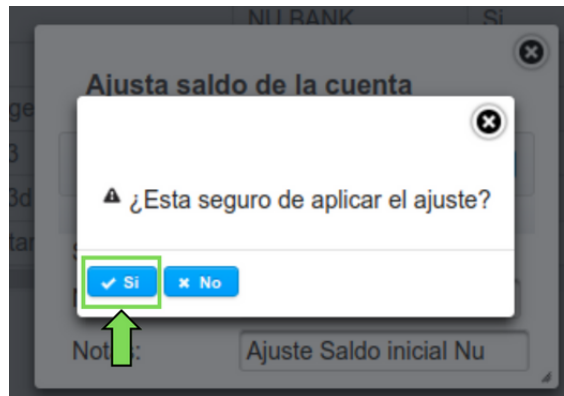 NU BANK Si
Ajusta saldo de la cuenta
¿Esta seguro de aplicar el ajuste?
Si No
Notas: Ajuste Saldo inicial Nu